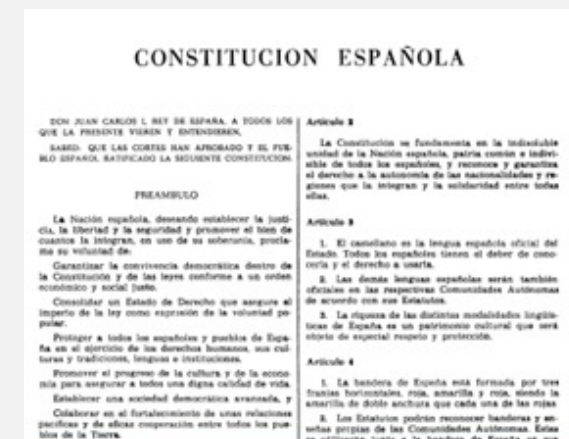 CONSTITUCION ESPAÑOLA
DON JUAN CARLOS I, REY DE ESPAÑA, A TODOS LOS
QUE LA PRESENTE VIEREN Y ENTENDIEREN,
SABED: QUE LAS CORTES HAN APROBADO Y EL PUE-
BLO ESPAÑOL RATIFICADO LA SIGUIENTE CONSTITUCION:
PREAMBULO
La Nación española, deseando establecer la justi-
cia, la libertad y la seguridad y promover el bien de
cuantos la integran, en uso de su soberanía, procla-
ma su voluntad de:
Garantizar la convivencia democrática dentro de
la Constitución y de las leyes conforme a un orden
económico y social justo.
Consolidar un Estado de Derecho que asegure el
imperio de la ley como expresión de la voluntad po-
pular.
Proteger a todos los españoles y pueblos de Espa-
ña en el ejercicio de los derechos humanos, sus cul-
turas y tradiciones, lenguas e instituciones.
Promover el progreso de la cultura y de la econo-
mía para asegurar a todos una digna calidad de vida.
Establecer una sociedad democrática avanzada, y
Colaborar en el fortalecimiento de unas relaciones
pacíficas y de eficaz cooperación entre todos los pue-
blos de la Tierra.
Artículo 2
La Constitución se fundamenta en la indisoluble
unidad de la Nación española, patria común e indivi-
sible de todos los españoles, y reconoce y garantiza
el derecho a la autonomía de las nacionalidades y re-
giones que la integran y la solidaridad entre todas
ellas.
Artículo 3
1. El castellano es la lengua española oficial del
Estado. Todos los españoles tienen el deber de cono-
cerla y el derecho a usarla.
2. Las demás lenguas españolas serán también
oficiales en las respectivas Comunidades Autónomas
de acuerdo con sus Estatutos.
3. La riqueza de las distintas modalidades lingüís-
ticas de España es un patrimonio cultural que será
objeto de especial respeto y protección.
Artículo 4
1. La bandera de España está formada por tres
franjas horizontales, roja, amarilla y roja, siendo la
amarilla de doble anchura que cada una de las rojas.
2. Los Estatutos podrán reconocer banderas y en-
señas propias de las Comunidades Autónomas. Estas